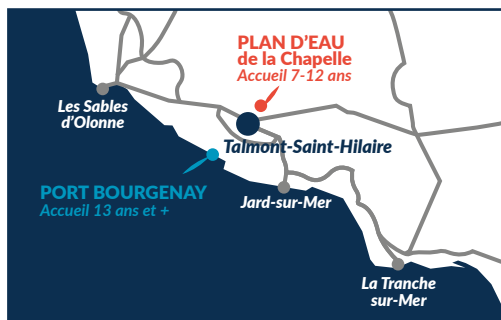 PLAN D'EAU
de la Chapelle
Accueil 7-12 ans
Les Sables
d'Olonne
Talmont-Saint-Hilaire
PORT BOURGENAY
Accueil 13 ans et +
Jard-sur-Mer
La Tranche
sur-Mer